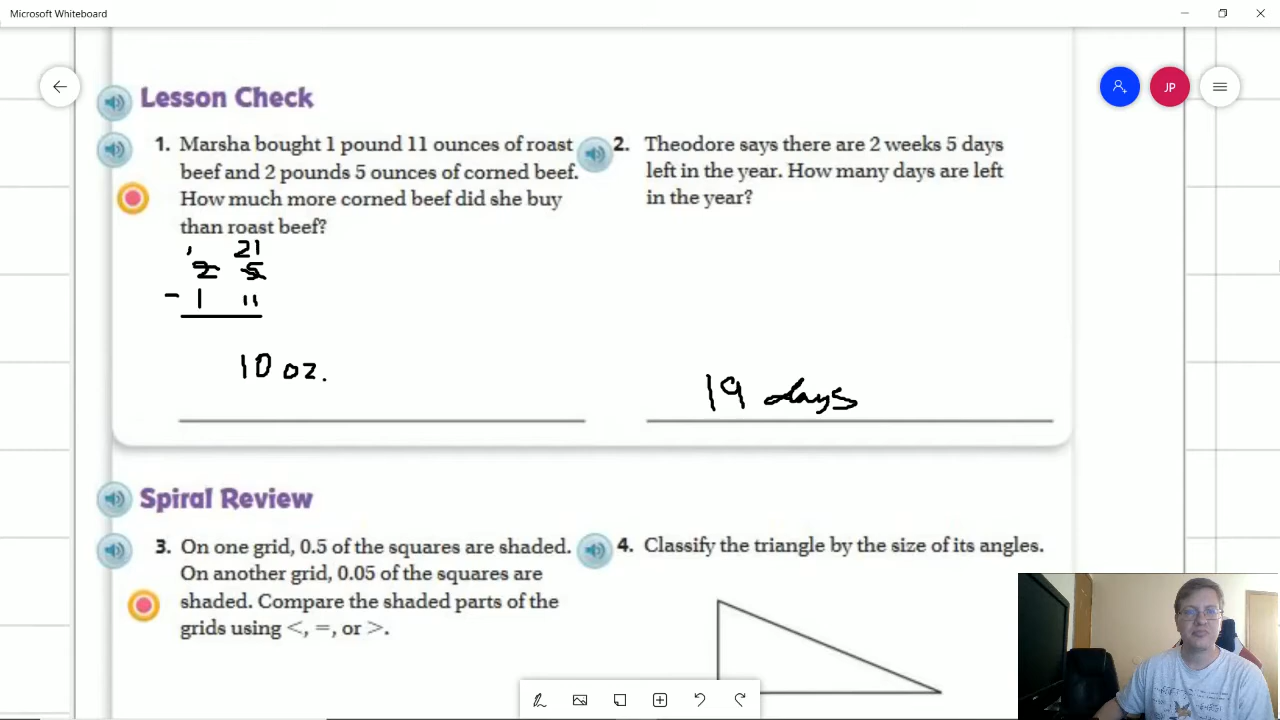 Microsoft Whiteboard
JP
Lesson Check
1. Marsha bought 1 pound 11 ounces of roast
beef and 2 pounds 5 ounces of corned beef.
How much more corned beef did she buy
than roast beef?
1 21
2 5
- 1 11
10 oz.
2. Theodore says there are 2 weeks 5 days
left in the year. How many days are left
in the year?
19 days
Spiral Review
3. On one grid, 0.5 of the squares are shaded.
On another grid, 0.05 of the squares are
shaded. Compare the shaded parts of the
grids using <, =, or >.
4. Classify the triangle by the size of its angles.